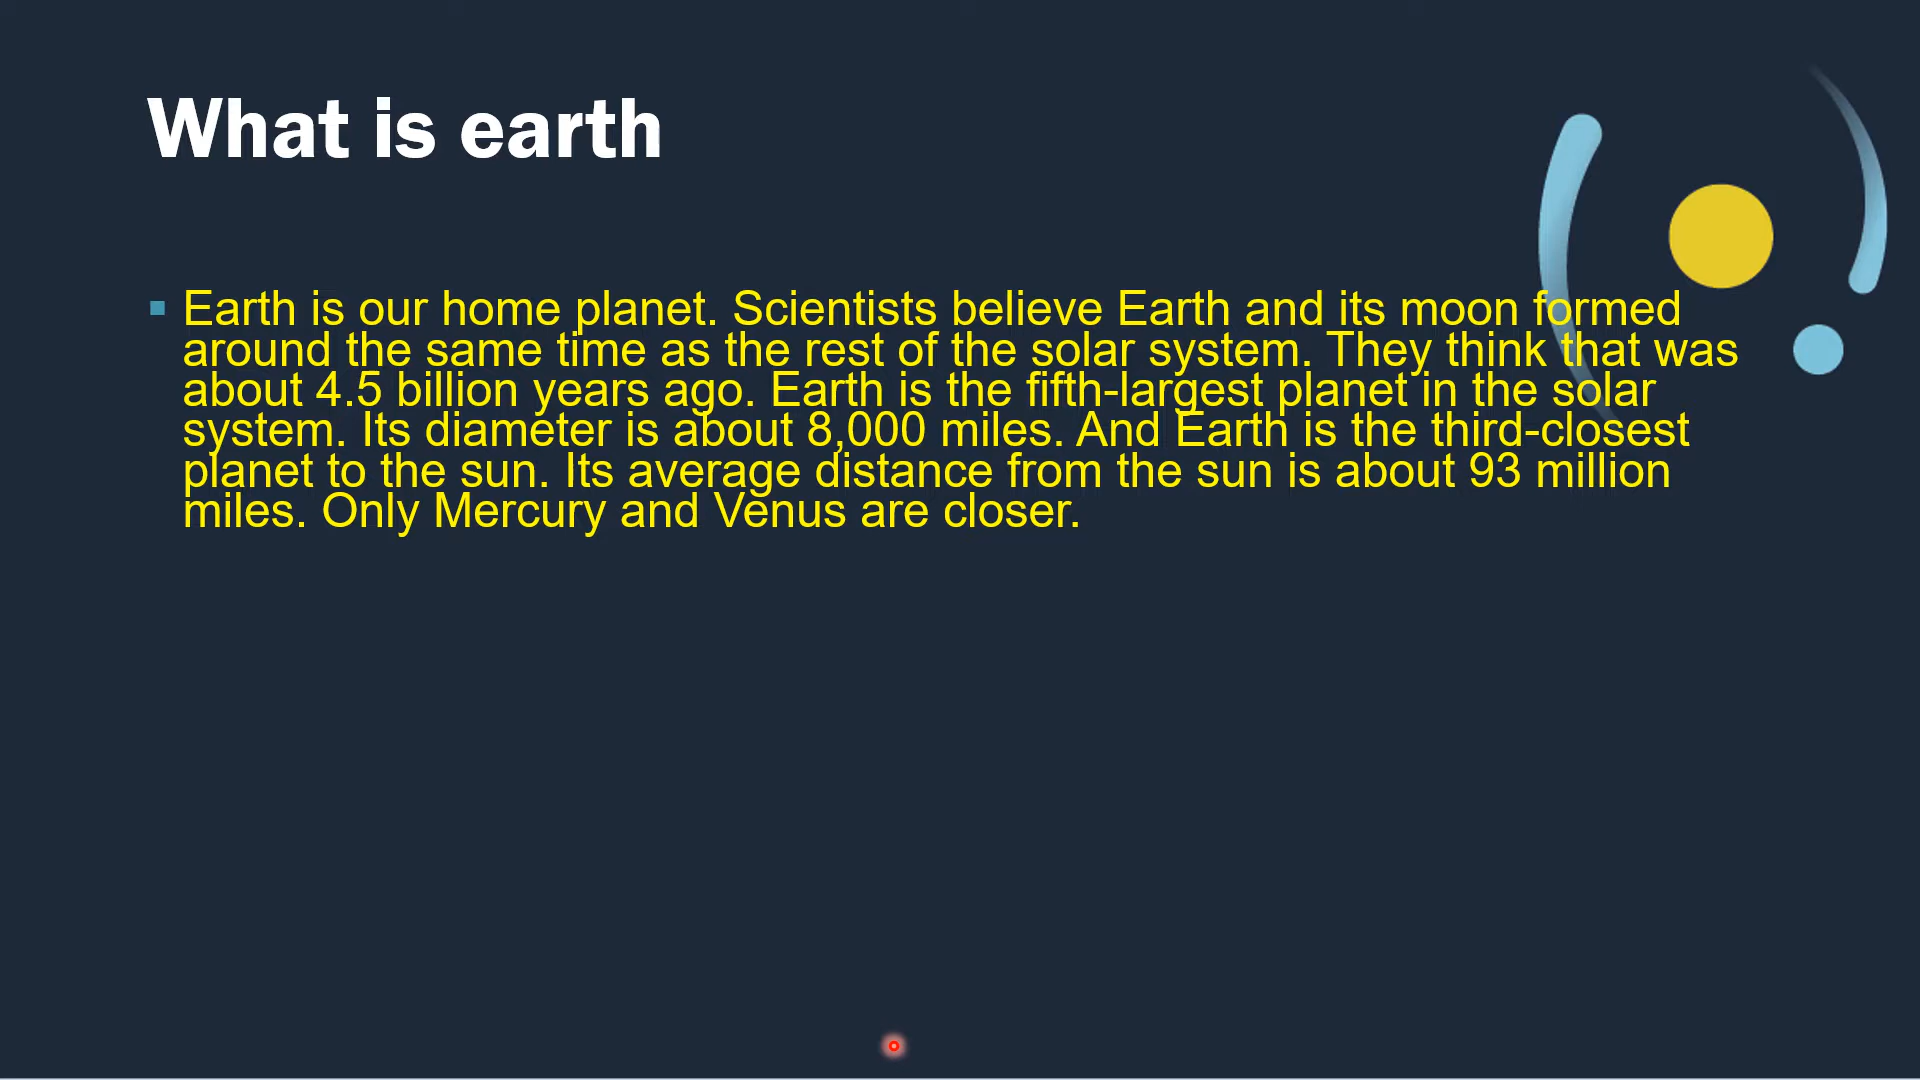 What is earth
Earth is our home planet. Scientists believe Earth and its moon formed
around the same time as the rest of the solar system. They think that was
about 4.5 billion years ago. Earth is the fifth-largest planet in the solar
system. Its diameter is about 8,000 miles. And Earth is the third-closest
planet to the sun. Its average distance from the sun is about 93 million
miles. Only Mercury and Venus are closer.